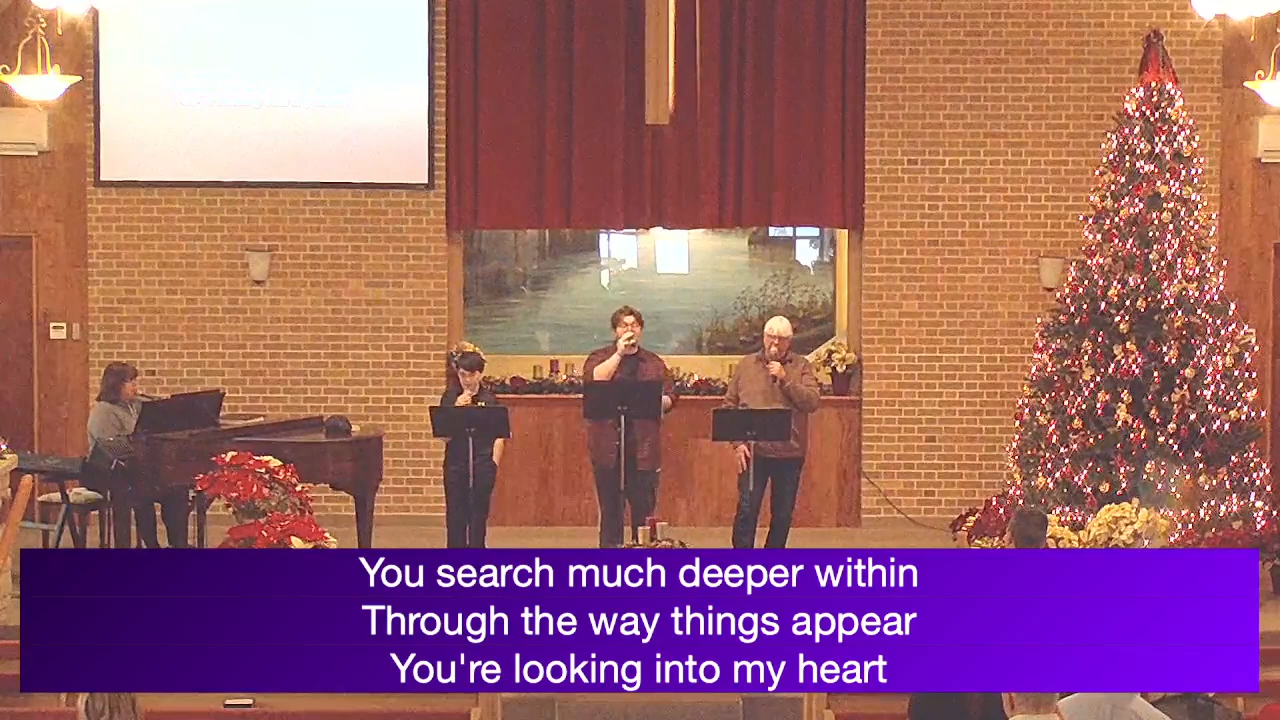 You search much deeper within
Through the way things appear
You're looking into my heart